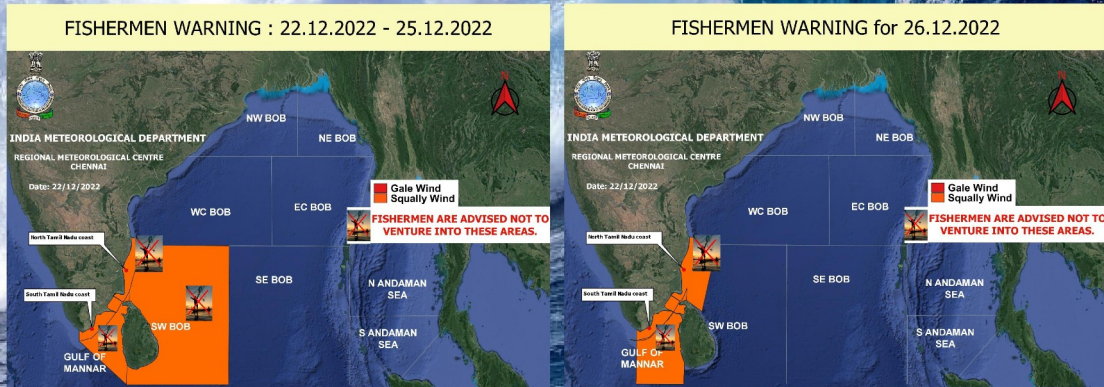 FISHERMEN WARNING : 22.12.2022 - 25.12.2022
NW BOB
NE BOB
INDIA METEOROLOGICAL DEPARTMENT
REGIONAL METEOROLOGICAL CENTRE
CHENNAI
Date: 22/12/2022
N
Gale Wind
Squally Wind
FISHERMEN ARE ADVISED NOT TO
VENTURE INTO THESE AREAS.
WC BOB
EC BOB
North Tamil Nadu coast
SE BOB
N ANDAMAN
SEA
South Tamil Nadu coast
SW BOB
S ANDAMAN
SEA
GULF OF
MANNAR
FISHERMEN WARNING for 26.12.2022
NW BOB
NE BOB
INDIA METEOROLOGICAL DEPARTMENT
REGIONAL METEOROLOGICAL CENTRE
CHENNAI
Date: 22/12/2022
N
Gale Wind
Squally Wind
FISHERMEN ARE ADVISED NOT TO
VENTURE INTO THESE AREAS.
WC BOB
EC BOB
North Tamil Nadu coast
SE BOB
N ANDAMAN
SEA
South Tamil Nadu coast
SW BOB
S ANDAMAN
SEA
GULF OF
MANNAR